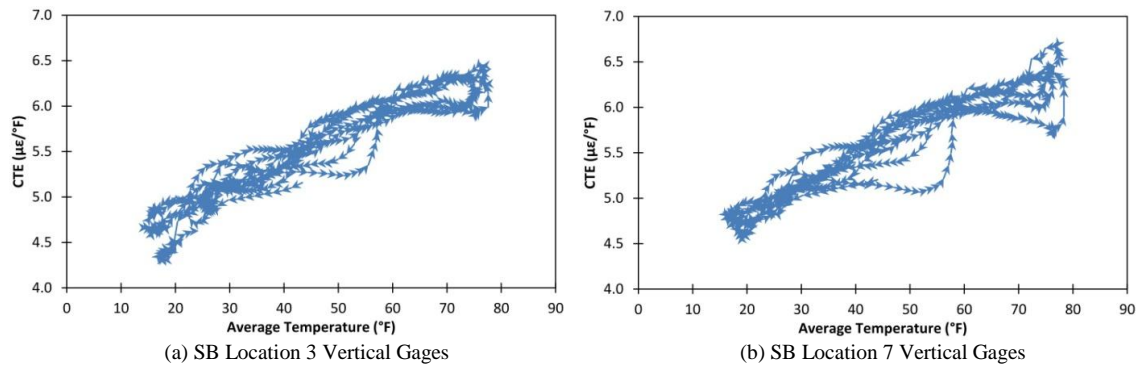 7.0
6.5
6.0
5.5
5.0
4.5
4.0
CTE (µε/°F)
0 10 20 30 40 50 60 70 80 90
Average Temperature (°F)
(a) SB Location 3 Vertical Gages
7.0
6.5
6.0
5.5
5.0
4.5
4.0
CTE (µε/°F)
0 10 20 30 40 50 60 70 80 90
Average Temperature (°F)
(b) SB Location 7 Vertical Gages